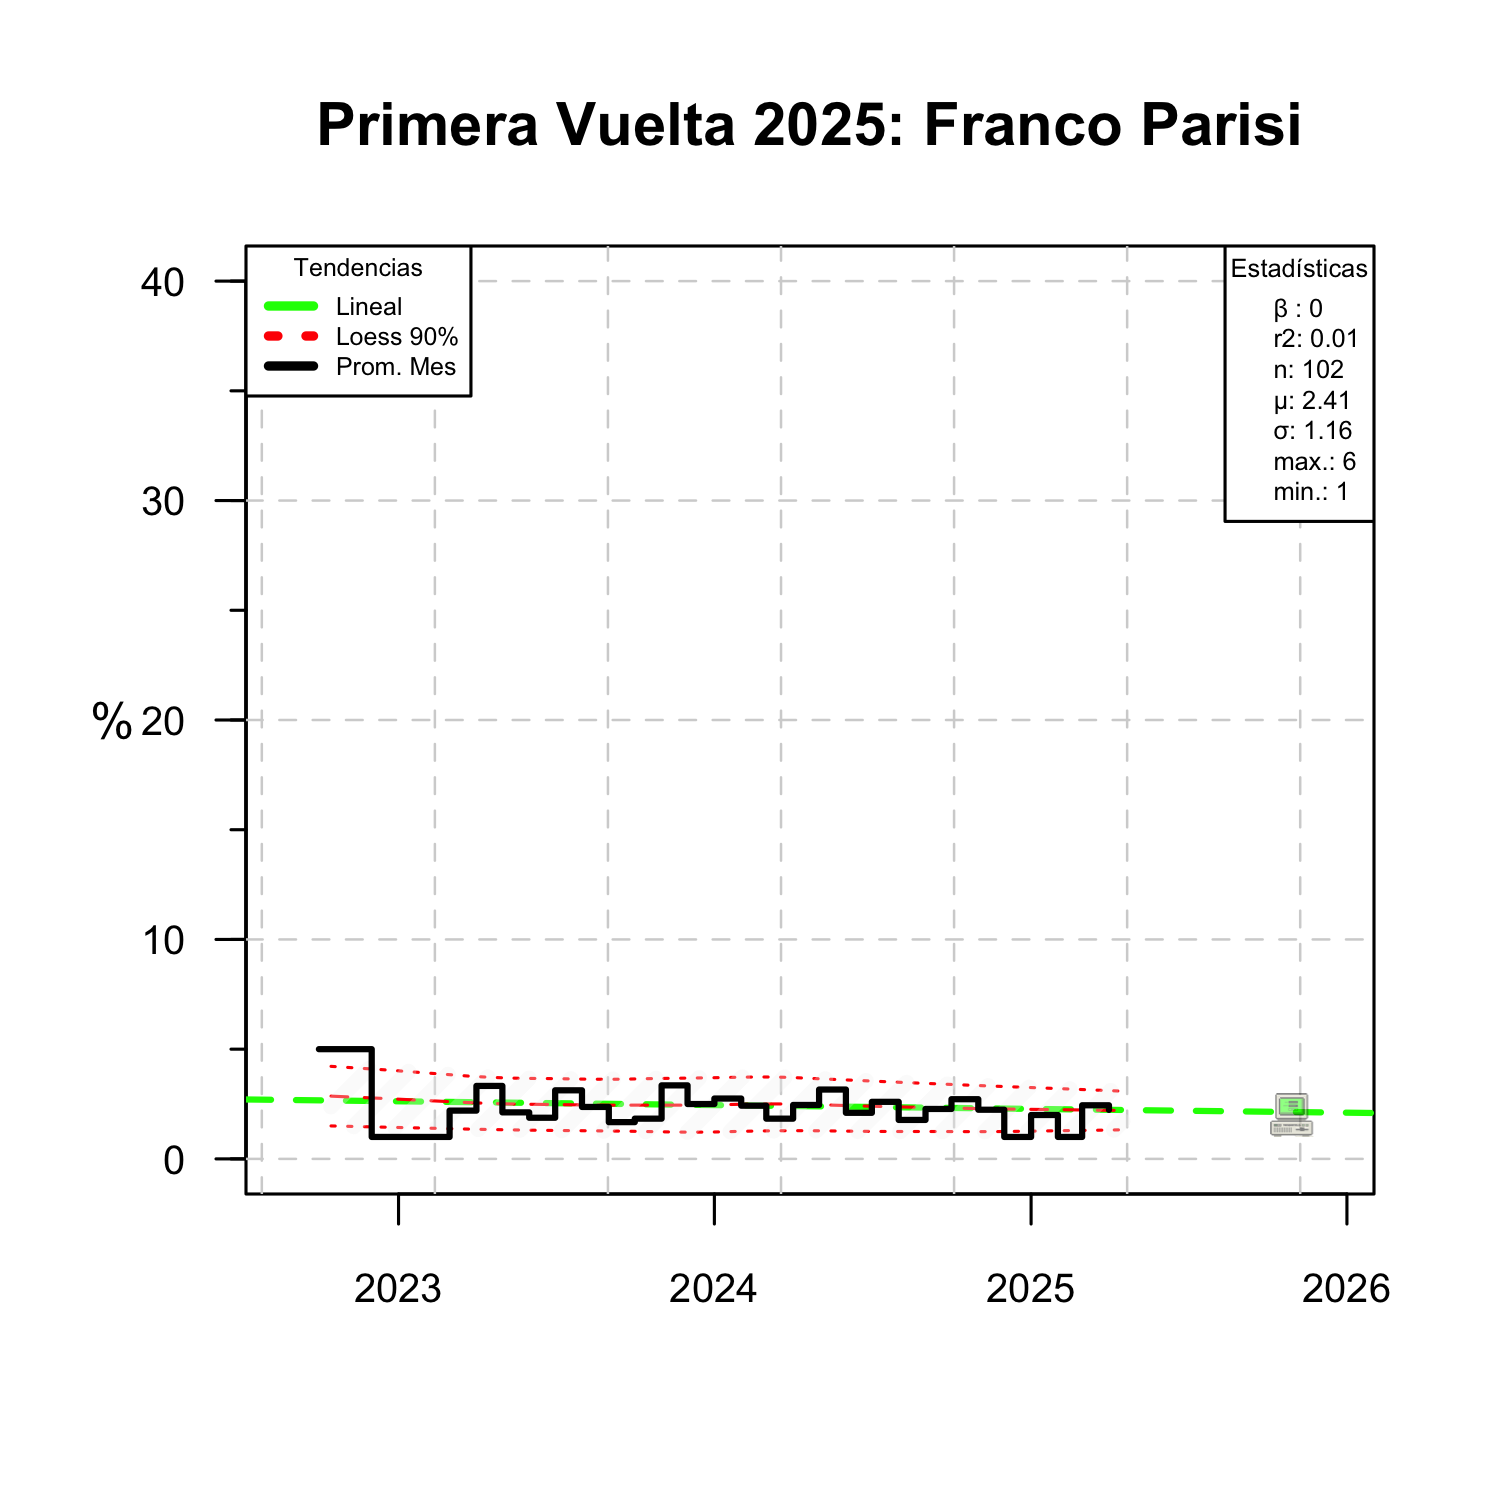 Primera Vuelta 2025: Franco Parisi
Tendencias
Lineal
Loess 90%
Prom. Mes
Estadísticas
β : 0
r2: 0.01
n: 102
μ: 2.41
σ: 1.16
max.: 6
min.: 1
40
30
% 20
10
0
2023 2024 2025 2026